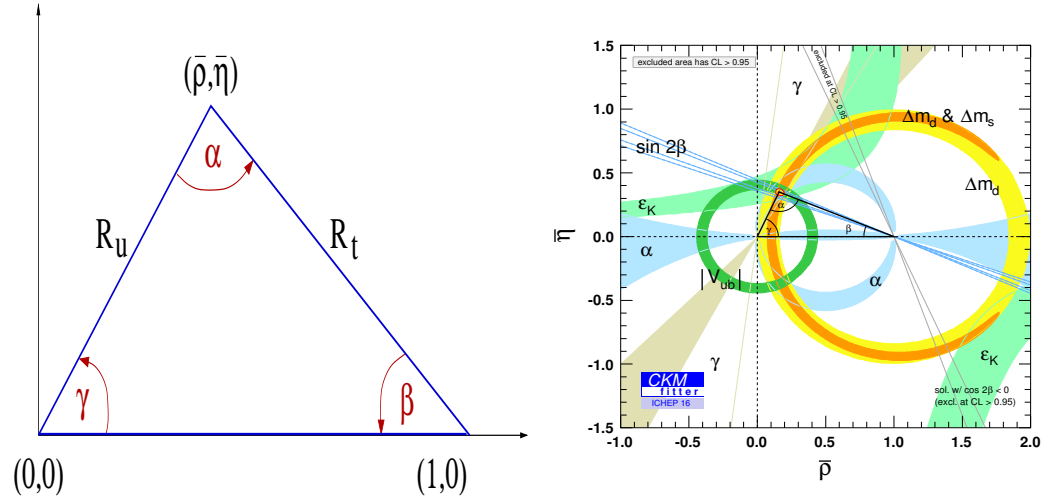 (ρ̄,η̄)
α
R_u
R_t
γ
β
(0,0)
(1,0)
η̄
1.5
1.0
0.5
0.0
-0.5
-1.0
-1.5
excluded area has CL > 0.95
γ
excluded at CL > 0.95
Δm_d & Δm_s
sin 2β
Δm_d
ε_K
α
α
γ
β
|V_ub|
α
γ
ε_K
CKM
fitter
ICHEP 16
sol. w/ cos 2β < 0
(excl. at CL > 0.95)
-1.0 -0.5 0.0 0.5 1.0 1.5 2.0
ρ̄